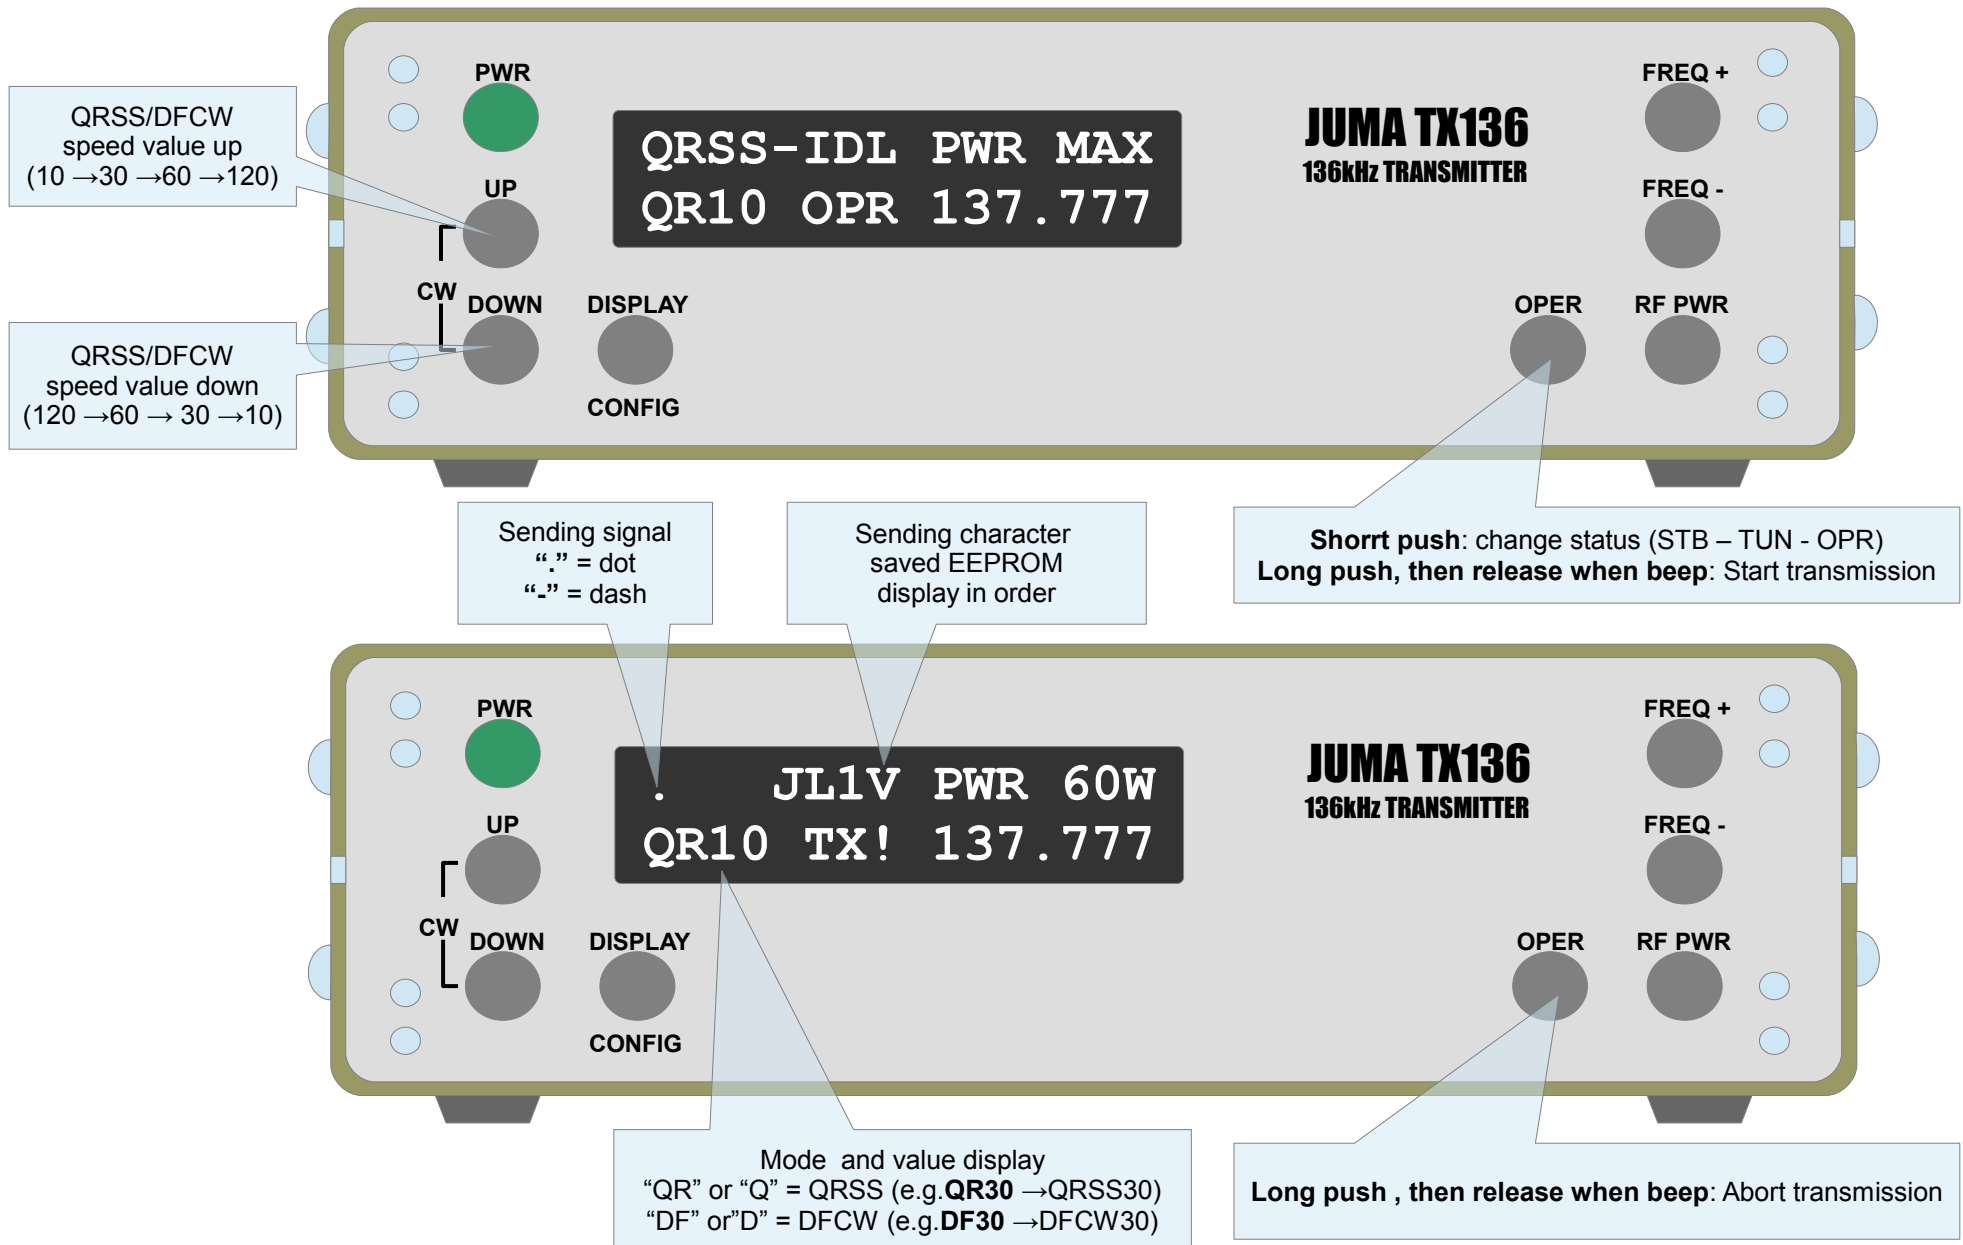 PWR
FREQ +
QRSS/DFCW
speed value up
(10 →30 →60 →120)
QRSS-IDL PWR MAX
QR10 OPR 137.777
JUMA TX136
136kHz TRANSMITTER
UP
FREQ -
CW
DOWN
DISPLAY
OPER
RF PWR
QRSS/DFCW
speed value down
(120 →60 → 30 →10)
CONFIG
Sending signal
“.” = dot
“-” = dash
Sending character
saved EEPROM
display in order
Shorrt push: change status (STB – TUN - OPR)
Long push, then release when beep: Start transmission
PWR
FREQ +
. JL1V PWR 60W
QR10 TX! 137.777
JUMA TX136
136kHz TRANSMITTER
UP
FREQ -
CW
DOWN
DISPLAY
OPER
RF PWR
CONFIG
Mode and value display
“QR” or “Q” = QRSS (e.g.QR30 →QRSS30)
“DF” or”D” = DFCW (e.g.DF30 →DFCW30)
Long push , then release when beep: Abort transmission